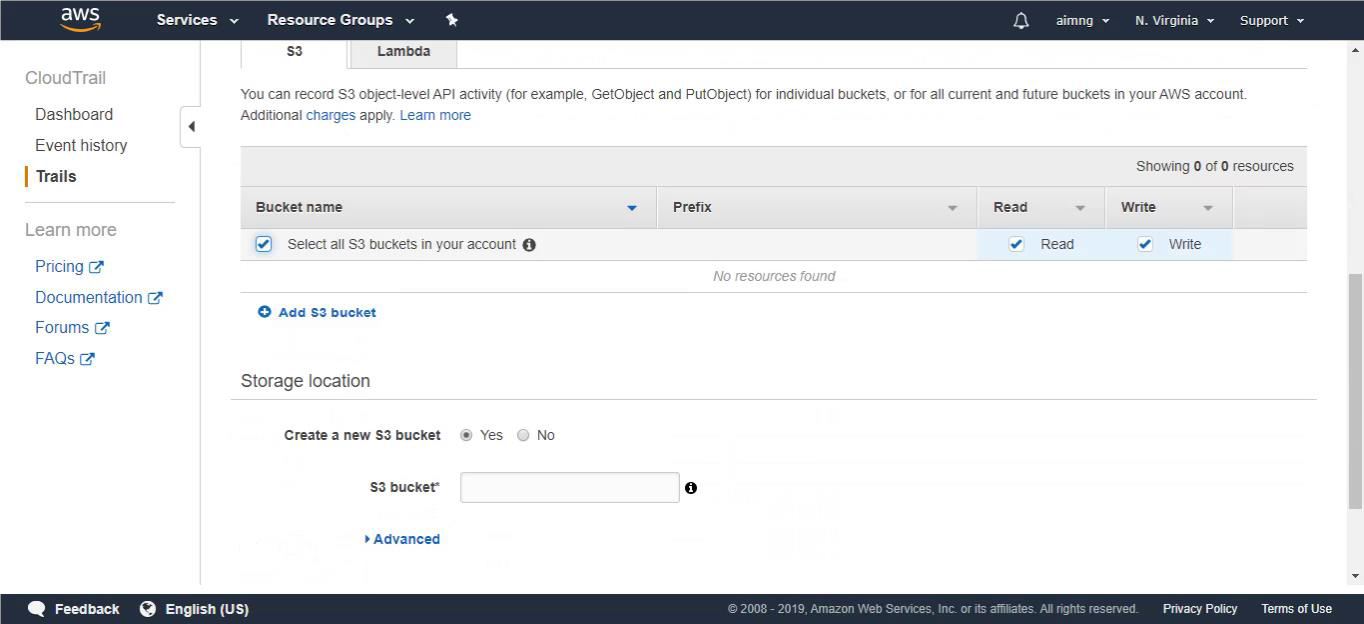 aws Services Resource Groups aimng N. Virginia Support
CloudTrail
Dashboard
Event history
Trails
Learn more
Pricing
Documentation
Forums
FAQs
S3 Lambda
You can record S3 object-level API activity (for example, GetObject and PutObject) for individual buckets, or for all current and future buckets in your AWS account.
Additional charges apply. Learn more
Showing 0 of 0 resources
Bucket name Prefix Read Write
Select all S3 buckets in your account Read Write
No resources found
Add S3 bucket
Storage location
Create a new S3 bucket Yes No
S3 bucket*
Advanced
Feedback English (US) © 2008 - 2019, Amazon Web Services, Inc. or its affiliates. All rights reserved. Privacy Policy Terms of Use